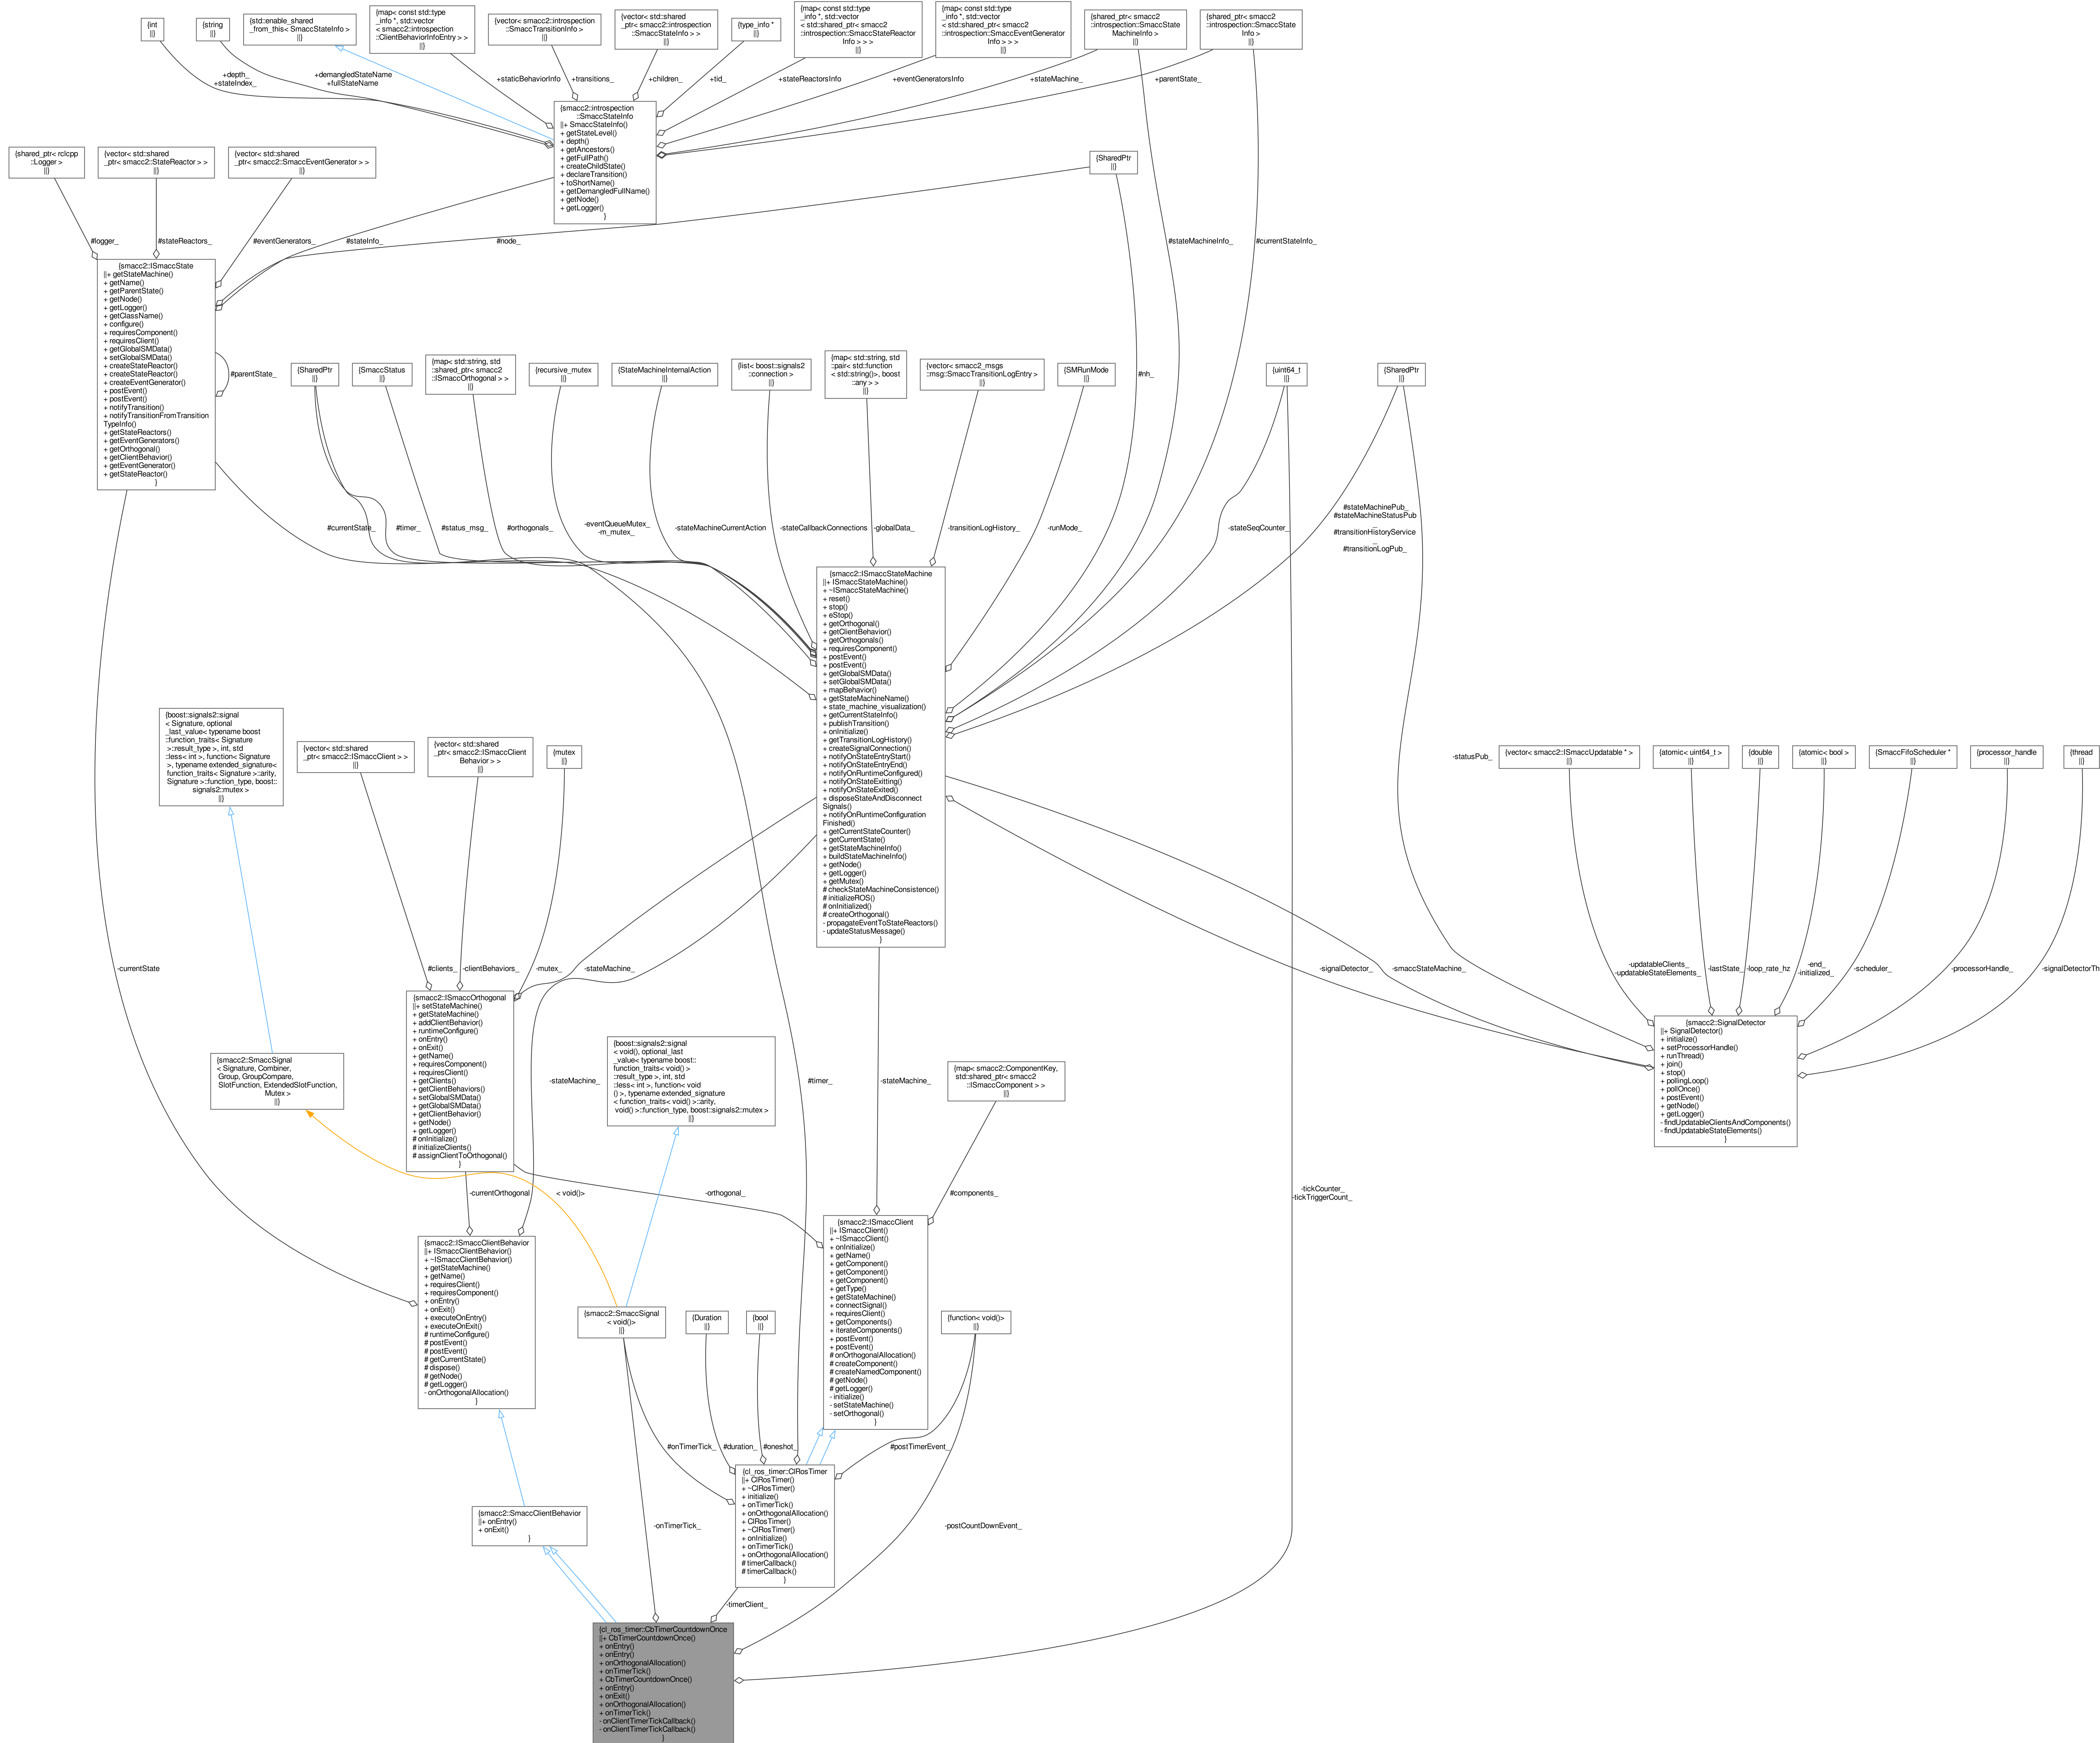 {int
||}
{string
||}
{std::enable_shared
_from_this< SmaccStateInfo >
||}
{map< const std::type
_info *, std::vector
< smacc2::introspection
::ClientBehaviorInfoEntry > >
||}
{vector< smacc2::introspection
::SmaccTransitionInfo >
||}
{vector< std::shared
_ptr< smacc2::introspection
::SmaccStateInfo > >
||}
{type_info *
||}
{map< const std::type
_info *, std::vector
< std::shared_ptr< smacc2
::introspection::SmaccStateReactor
Info > > >
||}
{map< const std::type
_info *, std::vector
< std::shared_ptr< smacc2
::introspection::SmaccEventGenerator
Info > > >
||}
{shared_ptr< smacc2
::introspection::SmaccState
MachineInfo >
||}
{shared_ptr< smacc2
::introspection::SmaccState
Info >
||}
+depth_
+stateIndex_
+demangledStateName
+fullStateName
+staticBehaviorInfo
+transitions_
+children_
+tid_
+stateReactorsInfo
+eventGeneratorsInfo
+stateMachine_
+parentState_
{smacc2::introspection
::SmaccStateInfo
||+ SmaccStateInfo()
+ getStateLevel()
+ depth()
+ getAncestors()
+ getFullPath()
+ createChildState()
+ declareTransition()
+ toShortName()
+ getDemangledFullName()
+ getNode()
+ getLogger()
}
{shared_ptr< rclcpp
::Logger >
||}
{vector< std::shared
_ptr< smacc2::StateReactor > >
||}
{vector< std::shared
_ptr< smacc2::SmaccEventGenerator > >
||}
{SharedPtr
||}
#logger_
#stateReactors_
#eventGenerators_
#stateInfo_
#node_
#stateMachineInfo_
#currentStateInfo_
{smacc2::ISmaccState
||+ getStateMachine()
+ getName()
+ getParentState()
+ getNode()
+ getLogger()
+ getClassName()
+ configure()
+ requiresComponent()
+ requiresClient()
+ getGlobalSMData()
+ setGlobalSMData()
+ createStateReactor()
+ createStateReactor()
+ createEventGenerator()
+ postEvent()
+ postEvent()
+ notifyTransition()
+ notifyTransitionFromTransition
TypeInfo()
+ getStateReactors()
+ getEventGenerators()
+ getOrthogonal()
+ getClientBehavior()
+ getEventGenerator()
+ getStateReactor()
}
#parentState_
{SharedPtr
||}
{SmaccStatus
||}
{map< std::string, std
::shared_ptr< smacc2
::ISmaccOrthogonal > >
||}
{recursive_mutex
||}
{StateMachineInternalAction
||}
{list< boost::signals2
::connection >
||}
{map< std::string, std
::pair< std::function
< std::string()>, boost
::any > >
||}
{vector< smacc2_msgs
::msg::SmaccTransitionLogEntry >
||}
{SMRunMode
||}
#nh_
{uint64_t
||}
{SharedPtr
||}
#currentState_
#timer_
#status_msg_
#orthogonals_
-eventQueueMutex_
-m_mutex_
-stateMachineCurrentAction
-stateCallbackConnections
-globalData_
-transitionLogHistory_
-runMode_
-stateSeqCounter_
#stateMachinePub_
#stateMachineStatusPub
_
#transitionHistoryService
_
#transitionLogPub_
{smacc2::ISmaccStateMachine
||+ ISmaccStateMachine()
+ ~ISmaccStateMachine()
+ reset()
+ stop()
+ eStop()
+ getOrthogonal()
+ getClientBehavior()
+ getOrthogonals()
+ requiresComponent()
+ postEvent()
+ postEvent()
+ getGlobalSMData()
+ setGlobalSMData()
+ mapBehavior()
+ getStateMachineName()
+ state_machine_visualization()
+ getCurrentStateInfo()
+ publishTransition()
+ onInitialize()
+ getTransitionLogHistory()
+ createSignalConnection()
+ notifyOnStateEntryStart()
+ notifyOnStateEntryEnd()
+ notifyOnRuntimeConfigured()
+ notifyOnStateExitting()
+ notifyOnStateExited()
+ disposeStateAndDisconnect
Signals()
+ notifyOnRuntimeConfiguration
Finished()
+ getCurrentStateCounter()
+ getCurrentState()
+ getStateMachineInfo()
+ buildStateMachineInfo()
+ getNode()
+ getLogger()
+ getMutex()
# checkStateMachineConsistence()
# initializeROS()
# onInitialized()
# createOrthogonal()
- propagateEventToStateReactors()
- updateStatusMessage()
}
{boost::signals2::signal
< Signature, optional
_last_value< typename boost
::function_traits< Signature
>::result_type >, int, std
::less< int >, function< Signature
>, typename extended_signature<
function_traits< Signature >::arity,
Signature >::function_type, boost::
signals2::mutex >
||}
{vector< std::shared
_ptr< smacc2::ISmaccClient > >
||}
{vector< std::shared
_ptr< smacc2::ISmaccClient
Behavior > >
||}
{mutex
||}
-statusPub_
{vector< smacc2::ISmaccUpdatable * >
||}
{atomic< uint64_t >
||}
{double
||}
{atomic< bool >
||}
{SmaccFifoScheduler *
||}
{processor_handle
||}
{thread
||}
-currentState
#clients_
-clientBehaviors_
-mutex_
-stateMachine_
-signalDetector_
-smaccStateMachine_
-updatableClients_
-updatableStateElements_
-lastState_
-loop_rate_hz
-end_
-initialized_
-scheduler_
-processorHandle_
-signalDetectorTh
{smacc2::ISmaccOrthogonal
||+ setStateMachine()
+ getStateMachine()
+ addClientBehavior()
+ runtimeConfigure()
+ onEntry()
+ onExit()
+ getName()
+ requiresComponent()
+ requiresClient()
+ getClients()
+ getClientBehaviors()
+ setGlobalSMData()
+ getGlobalSMData()
+ getClientBehavior()
+ getNode()
+ getLogger()
# onInitialize()
# initializeClients()
# assignClientToOrthogonal()
}
{smacc2::SignalDetector
||+ SignalDetector()
+ initialize()
+ setProcessorHandle()
+ runThread()
+ join()
+ stop()
+ pollingLoop()
+ pollOnce()
+ postEvent()
+ getNode()
+ getLogger()
- findUpdatableClientsAndComponents()
- findUpdatableStateElements()
}
{smacc2::SmaccSignal
< Signature, Combiner,
Group, GroupCompare,
SlotFunction, ExtendedSlotFunction,
Mutex >
||}
{boost::signals2::signal
< void(), optional_last
_value< typename boost::
function_traits< void()
>::result_type >, int, std
::less< int >, function< void
() >, typename extended_signature
< function_traits< void() >::arity,
void() >::function_type, boost::signals2::mutex >
||}
-stateMachine_
#timer_
-stateMachine_
{map< smacc2::ComponentKey,
std::shared_ptr< smacc2
::ISmaccComponent > >
||}
-currentOrthogonal
< void()>
-orthogonal_
#components_
-tickCounter_
-tickTriggerCount_
{smacc2::ISmaccClientBehavior
||+ ISmaccClientBehavior()
+ ~ISmaccClientBehavior()
+ getStateMachine()
+ getName()
+ requiresClient()
+ requiresComponent()
+ onEntry()
+ onExit()
+ executeOnEntry()
+ executeOnExit()
# runtimeConfigure()
# postEvent()
# postEvent()
# getCurrentState()
# dispose()
# getNode()
# getLogger()
- onOrthogonalAllocation()
}
{smacc2::ISmaccClient
||+ ISmaccClient()
+ ~ISmaccClient()
+ onInitialize()
+ getName()
+ getComponent()
+ getComponent()
+ getComponent()
+ getType()
+ getStateMachine()
+ connectSignal()
+ requiresClient()
+ getComponents()
+ iterateComponents()
+ postEvent()
+ postEvent()
# onOrthogonalAllocation()
# createComponent()
# createNamedComponent()
# getNode()
# getLogger()
- initialize()
- setStateMachine()
- setOrthogonal()
}
{smacc2::SmaccSignal
< void()>
||}
{Duration
||}
{bool
||}
{function< void()>
||}
#onTimerTick_
#duration_
#oneshot_
#postTimerEvent_
{smacc2::SmaccClientBehavior
||+ onEntry()
+ onExit()
}
{cl_ros_timer::ClRosTimer
||+ ClRosTimer()
+ ~ClRosTimer()
+ initialize()
+ onTimerTick()
+ onOrthogonalAllocation()
+ ClRosTimer()
+ ~ClRosTimer()
+ onInitialize()
+ onTimerTick()
+ onOrthogonalAllocation()
# timerCallback()
# timerCallback()
}
-onTimerTick_
-postCountDownEvent_
-timerClient_
{cl_ros_timer::CbTimerCountdownOnce
||+ CbTimerCountdownOnce()
+ onEntry()
+ onEntry()
+ onOrthogonalAllocation()
+ onTimerTick()
+ CbTimerCountdownOnce()
+ onEntry()
+ onExit()
+ onOrthogonalAllocation()
+ onTimerTick()
- onClientTimerTickCallback()
- onClientTimerTickCallback()
}